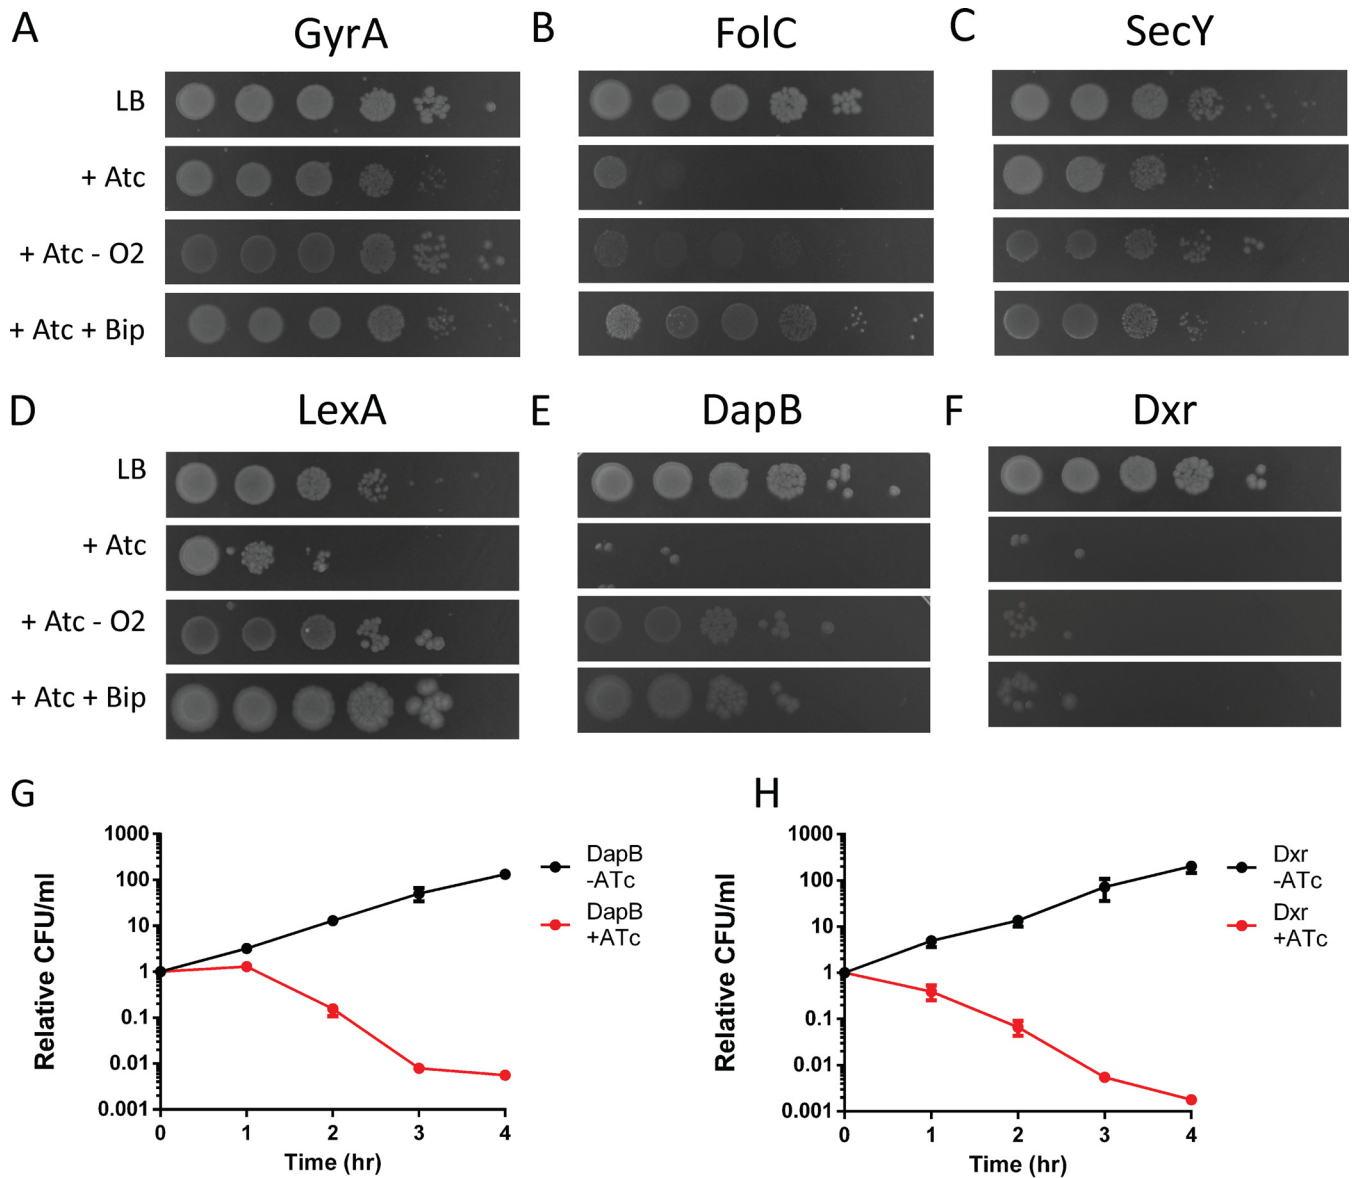 A GyrA B FolC C SecY
LB
+ Atc
+ Atc - O2
+ Atc + Bip
D LexA E DapB F Dxr
LB
+ Atc
+ Atc - O2
+ Atc + Bip
G
Relative CFU/ml
1000
100
10
1
0.1
0.01
0.001
0 1 2 3 4
Time (hr)
DapB
-ATc
DapB
+ATc
H
Relative CFU/ml
1000
100
10
1
0.1
0.01
0.001
0 1 2 3 4
Time (hr)
Dxr
-ATc
Dxr
+ATc